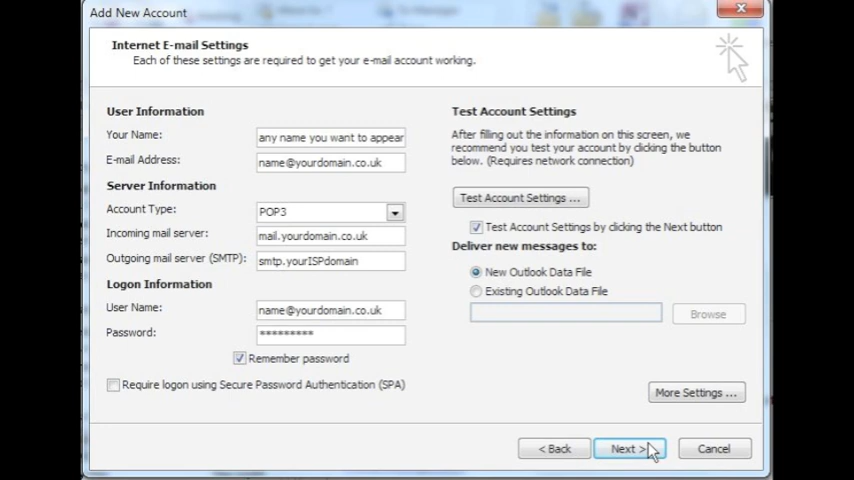 Add New Account
Internet E-mail Settings
Each of these settings are required to get your e-mail account working.
User Information
Your Name: any name you want to appear
E-mail Address: name@yourdomain.co.uk
Server Information
Account Type: POP3
Incoming mail server: mail.yourdomain.co.uk
Outgoing mail server (SMTP): smtp.yourISPdomain
Logon Information
User Name: name@yourdomain.co.uk
Password: *********
Remember password
Require logon using Secure Password Authentication (SPA)
Test Account Settings
After filling out the information on this screen, we
recommend you test your account by clicking the button
below. (Requires network connection)
Test Account Settings ...
Test Account Settings by clicking the Next button
Deliver new messages to:
New Outlook Data File
Existing Outlook Data File
Browse
More Settings ...
< Back Next > Cancel